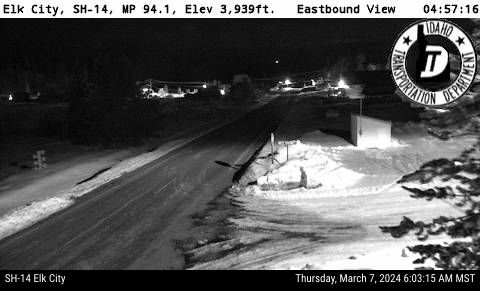 Elk City, SH-14, MP 94.1, Elev 3,939ft.   Eastbound View   04:57:16
IDAHO
TRANSPORTATION DEPARTMENT
SH-14 Elk City   Thursday, March 7, 2024 6:03:15 AM MST